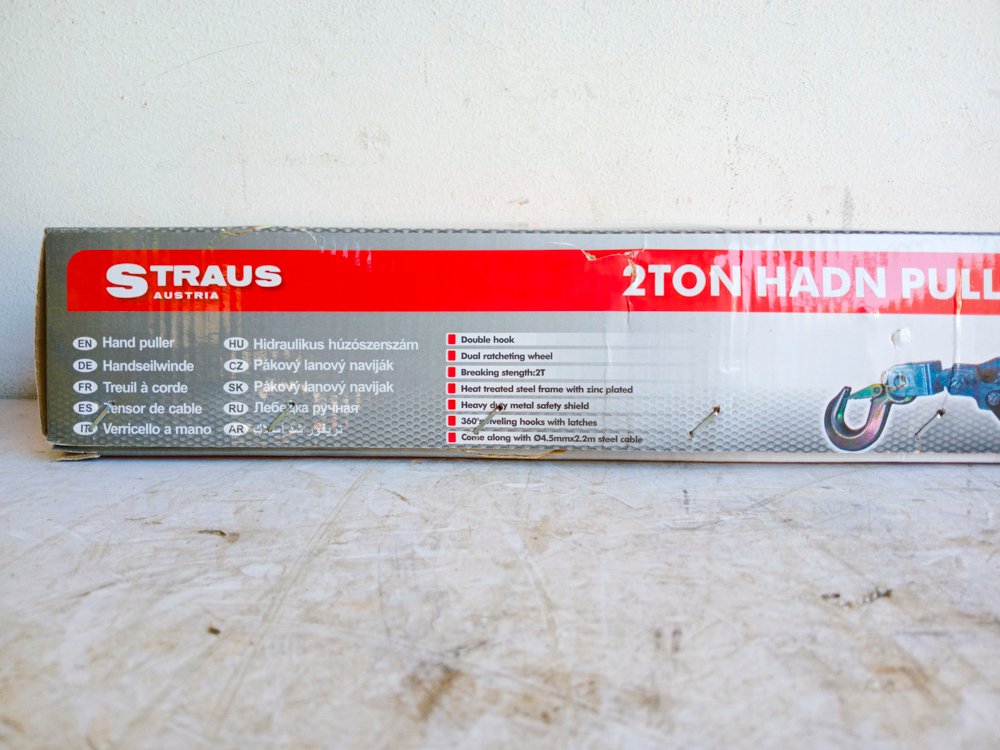 STRAUS
AUSTRIA
2TON HADN PULL
EN Hand puller
DE Handseilwinde
FR Treuil à corde
ES Tensor de cable
IT Verricello a mano
HU Hidraulikus húzószerszám
CZ Pákový lanový naviják
SK Pákový lanový navijak
RU Лебедка ручная
AR
Double hook
Dual ratcheting wheel
Breaking stength:2T
Heat treated steel frame with zinc plated
Heavy duty metal safety shield
360° hooks with latches
Come along with Ø4.5mmx2.2m steel cable